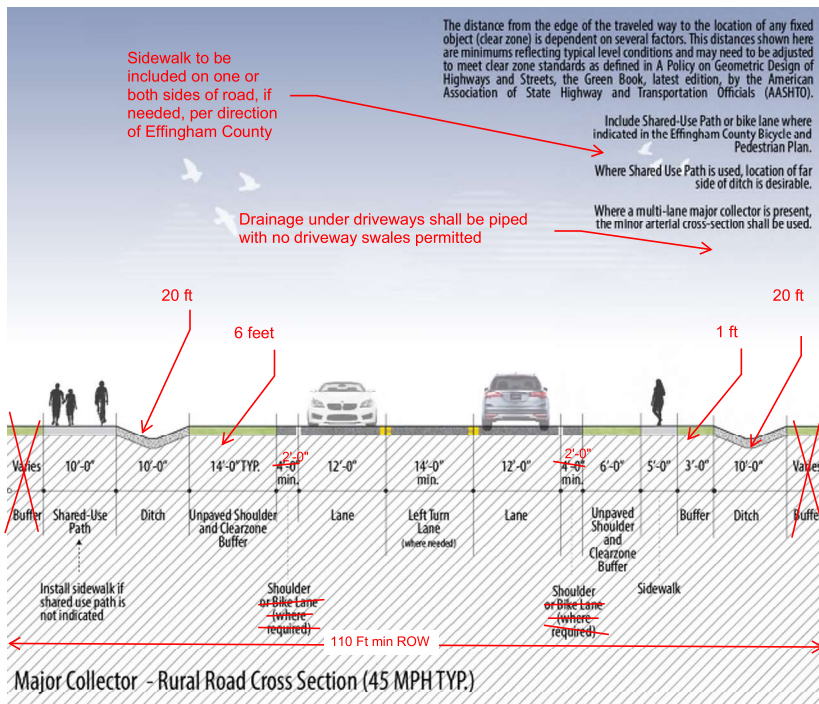 The distance from the edge of the traveled way to the location of any fixed
object (clear zone) is dependent on several factors. This distances shown here
are minimums reflecting typical level conditions and may need to be adjusted
to meet clear zone standards as defined in A Policy on Geometric Design of
Highways and Streets, the Green Book, latest edition, by the American
Association of State Highway and Transportation Officials (AASHTO).
Sidewalk to be
included on one or
both sides of road, if
needed, per direction
of Effingham County
Include Shared-Use Path or bike lane where
indicated in the Effingham County Bicycle and
Pedestrian Plan.
Where Shared Use Path is used, location of far
side of ditch is desirable.
Where a multi-lane major collector is present,
the minor arterial cross-section shall be used.
Drainage under driveways shall be piped
with no driveway swales permitted
20 ft
6 feet
1 ft
20 ft
Varies
10'-0"
10'-0"
14'-0" TYP.
2'-0"
4'-0"
min.
12'-0"
14'-0"
min.
12'-0"
2'-0"
4'-0"
min.
6'-0"
5'-0"
3'-0"
10'-0"
Varies
Buffer
Shared-Use
Path
Ditch
Unpaved Shoulder
and Clearzone
Buffer
Lane
Left Turn
Lane
(where needed)
Lane
Unpaved
Shoulder
and
Clearzone
Buffer
Buffer
Ditch
Buffe
Install sidewalk if
shared use path is
not indicated
Shoulder
or Bike Lane
(where
required)
Shoulder
or Bike Lane
(where
required)
Sidewalk
110 Ft min ROW
Major Collector - Rural Road Cross Section (45 MPH TYP.)